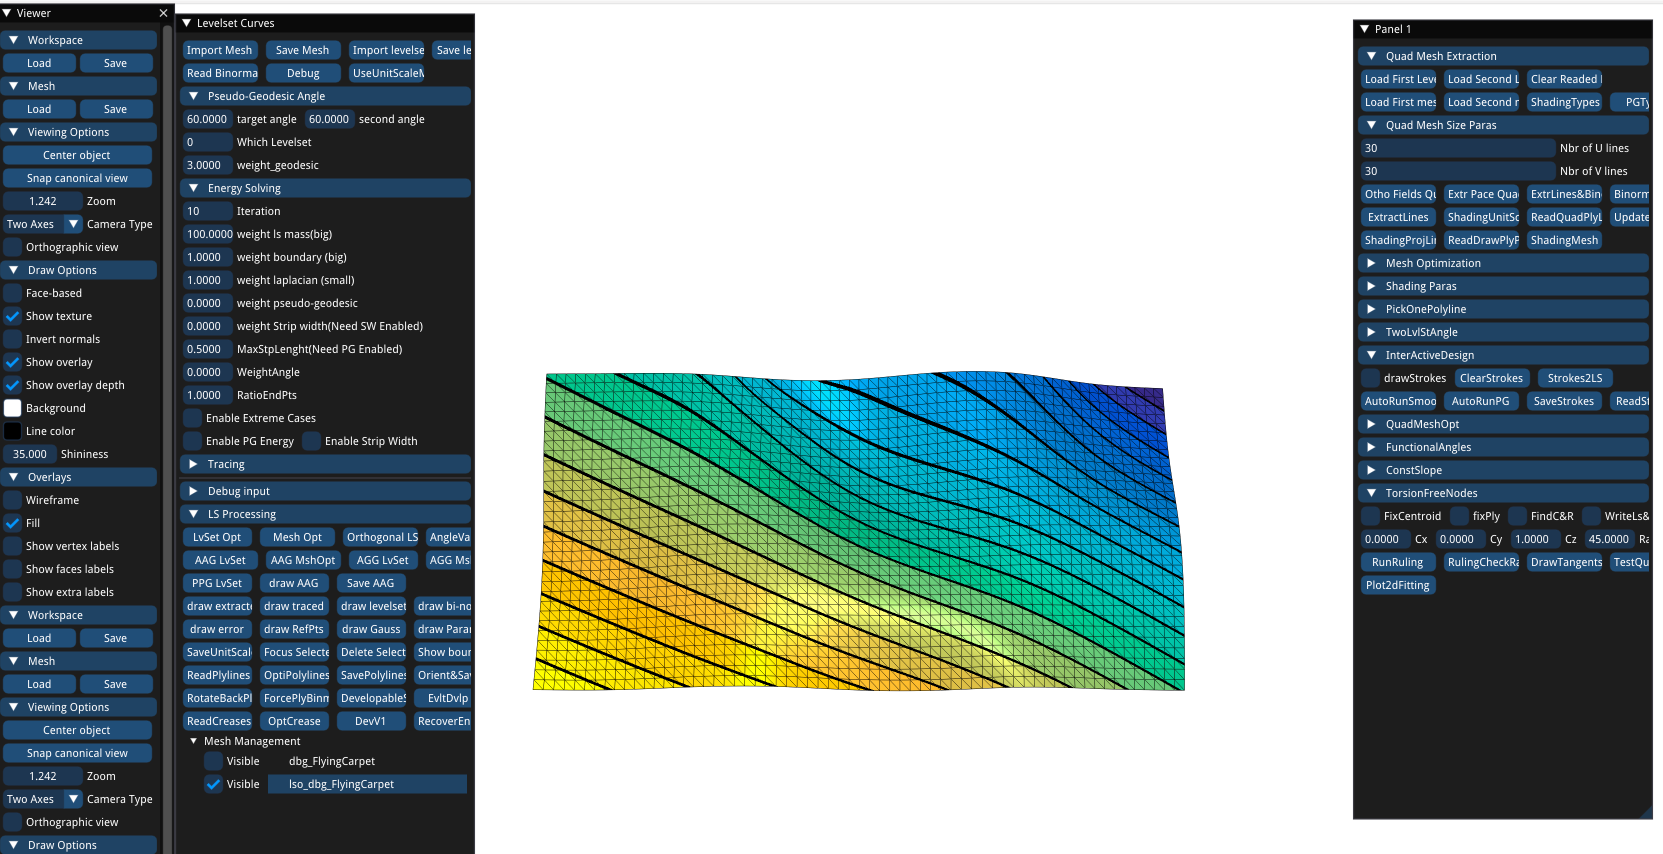 Viewer
Workspace
Load Save
Mesh
Load Save
Viewing Options
Center object
Snap canonical view
1.242 Zoom
Two Axes Camera Type
Orthographic view
Draw Options
Face-based
Show texture
Invert normals
Show overlay
Show overlay depth
Background
Line color
35.000 Shininess
Overlays
Wireframe
Fill
Show vertex labels
Show faces labels
Show extra labels
Workspace
Load Save
Mesh
Load Save
Viewing Options
Center object
Snap canonical view
1.242 Zoom
Two Axes Camera Type
Orthographic view
Draw Options
Levelset Curves
Import Mesh Save Mesh Import levelse Save le
Read Binorma Debug UseUnitScaleM
Pseudo-Geodesic Angle
60.0000 target angle 60.0000 second angle
0 Which Levelset
3.0000 weight_geodesic
Energy Solving
10 Iteration
100.0000 weight ls mass(big)
1.0000 weight boundary (big)
1.0000 weight laplacian (small)
0.0000 weight pseudo-geodesic
0.0000 weight Strip width(Need SW Enabled)
0.5000 MaxStpLenght(Need PG Enabled)
0.0000 WeightAngle
1.0000 RatioEndPts
Enable Extreme Cases
Enable PG Energy Enable Strip Width
Tracing
Debug input
LS Processing
LvSet Opt Mesh Opt Orthogonal LS AngleVa
AAG LvSet AAG MshOpt AGG LvSet AGG Ms
PPG LvSet draw AAG Save AAG
draw extracte draw traced draw levelset draw bi-no
draw error draw RefPts draw Gauss draw Para
SaveUnitScal Focus Selecte Delete Select Show bour
ReadPlylines OptiPolylines SavePolylines Orient&Sa
RotateBackPl ForcePlyBinm DevelopableS EvltDvlp
ReadCreases OptCrease DevV1 RecoverEn
Mesh Management
Visible dbg_FlyingCarpet
Visible lso_dbg_FlyingCarpet
Panel 1
Quad Mesh Extraction
Load First Leve Load Second L Clear Readed
Load First mes Load Second ShadingTypes PGTy
Quad Mesh Size Paras
30 Nbr of U lines
30 Nbr of V lines
Otho Fields Qu Extr Pace Qua ExtrLines&Bin Binorm
ExtractLines ShadingUnitSc ReadQuadPlyL Update
ShadingProjLi ReadDrawPlyP ShadingMesh
Mesh Optimization
Shading Paras
PickOnePolyline
TwoLvlStAngle
InterActiveDesign
drawStrokes ClearStrokes Strokes2LS
AutoRunSmoo AutoRunPG SaveStrokes ReadSt
QuadMeshOpt
FunctionalAngles
ConstSlope
TorsionFreeNodes
FixCentroid fixPly FindC&R WriteLs&
0.0000 Cx 0.0000 Cy 1.0000 Cz 45.0000 Ra
RunRuling RulingCheckRa DrawTangents TestQu
Plot2dFitting